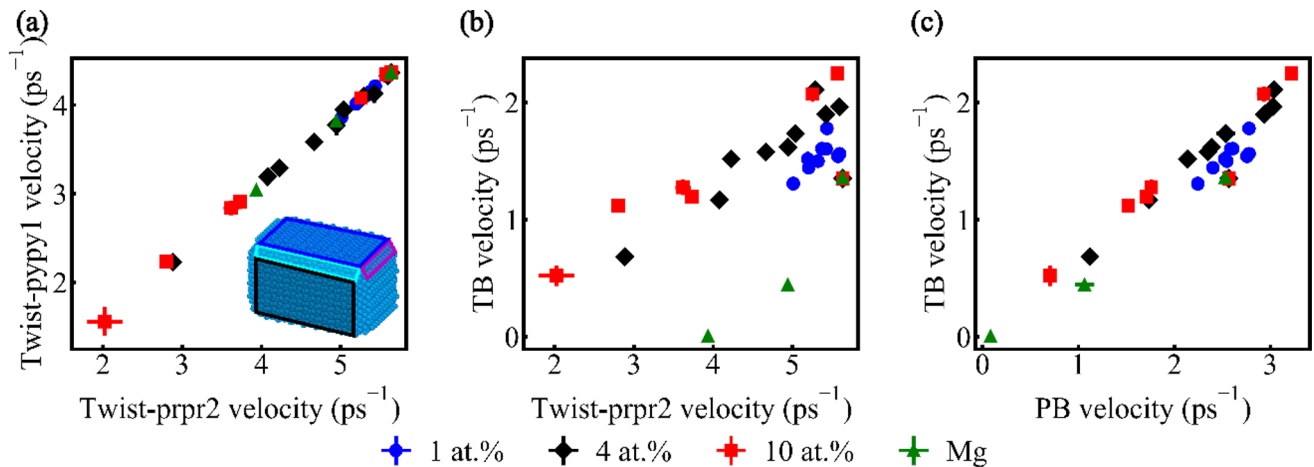 (a)
(b)
(c)
Twist-pypy1 velocity (ps⁻¹)
4
3
2
2
3
4
5
Twist-prpr2 velocity (ps⁻¹)
TB velocity (ps⁻¹)
2
1
0
2
3
4
5
Twist-prpr2 velocity (ps⁻¹)
TB velocity (ps⁻¹)
2
1
0
0
1
2
3
PB velocity (ps⁻¹)
1 at.% 4 at.% 10 at.% Mg